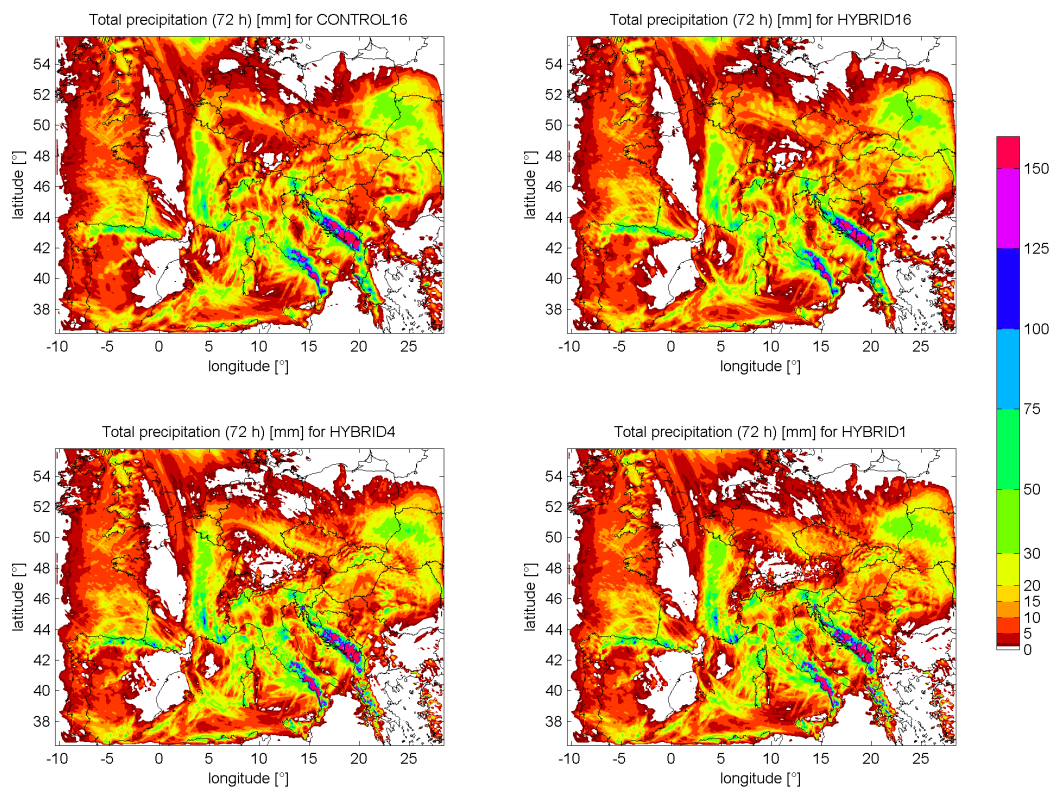 Total precipitation (72 h) [mm] for CONTROL16
Total precipitation (72 h) [mm] for HYBRID16
54
52
50
48
46
44
42
40
38
latitude [°]
-10 -5 0 5 10 15 20 25
longitude [°]
54
52
50
48
46
44
42
40
38
latitude [°]
-10 -5 0 5 10 15 20 25
longitude [°]
150
125
100
75
50
30
20
15
10
5
0
Total precipitation (72 h) [mm] for HYBRID4
Total precipitation (72 h) [mm] for HYBRID1
54
52
50
48
46
44
42
40
38
latitude [°]
-10 -5 0 5 10 15 20 25
longitude [°]
54
52
50
48
46
44
42
40
38
latitude [°]
-10 -5 0 5 10 15 20 25
longitude [°]